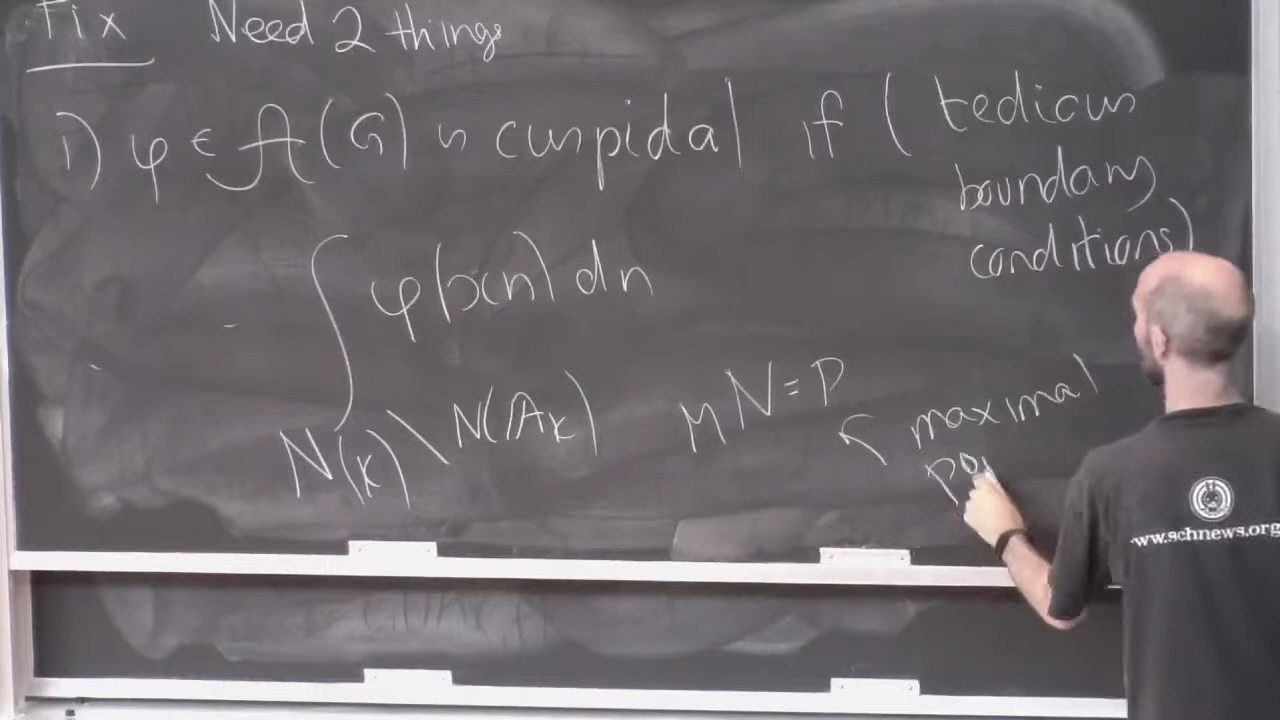 Fix Need 2 things
1) φ ∈ A(G) is cuspidal if (tedious
boundary
conditions)
∫ φ(xn) dn
N(K)\N(A_K) MN=P
↖ maximal
par
www.schnews.org